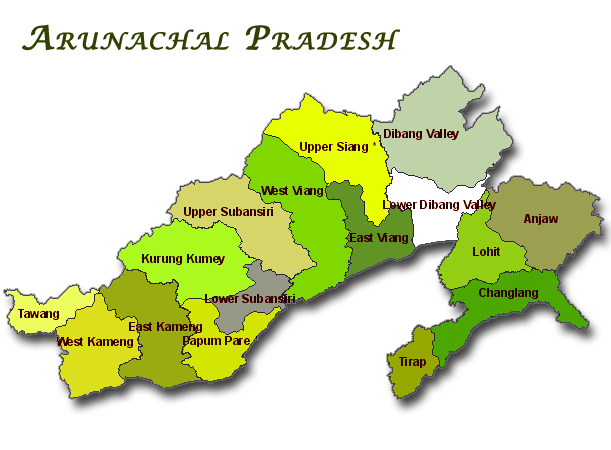 ARUNACHAL PRADESH
Dibang Valley
Upper Siang *
West Viang
Lower Dibang Valley
Upper Subansiri
Anjaw
East Viang
Lohit
Kurung Kumey
Changlang
Lower Subansiri
Tawang
East Kameng
West Kameng
Papum Pare
Tirap